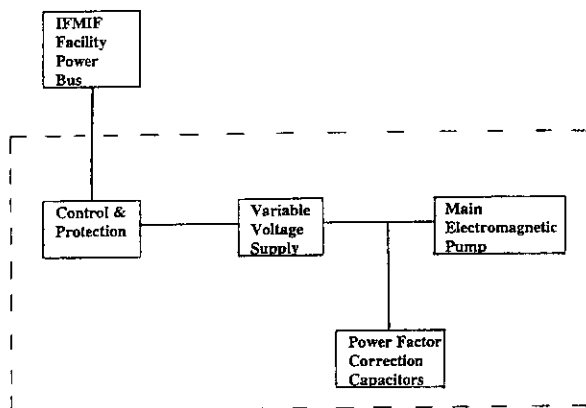 IFMIF
Facility
Power
Bus
Control &
Protection
Variable
Voltage
Supply
Main
Electromagnetic
Pump
Power Factor
Correction
Capacitors